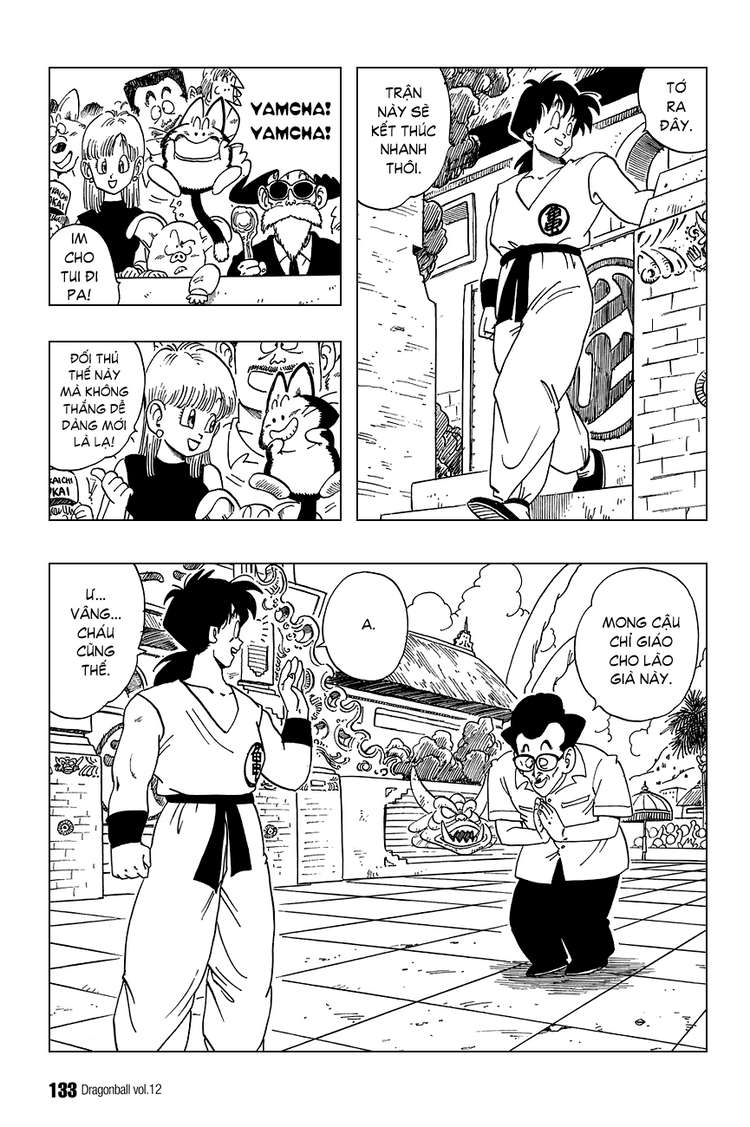 TỚ
RA
ĐÂY.
TRẬN
NÀY SẼ
KẾT THÚC
NHANH
THÔI.
亀
YAMCHA!
YAMCHA!
IM
CHO
TUI ĐI
PA!
ĐỐI THỦ
THẾ NÀY
MÀ KHÔNG
THẮNG DỄ
DÀNG MỚI
LÀ LẠ!
MONG CẬU
CHỈ GIÁO
CHO LÃO
GIÀ NÀY.
A.
Ư...
VÂNG...
CHÁU
CŨNG
THẾ.
亀
133 Dragonball vol.12